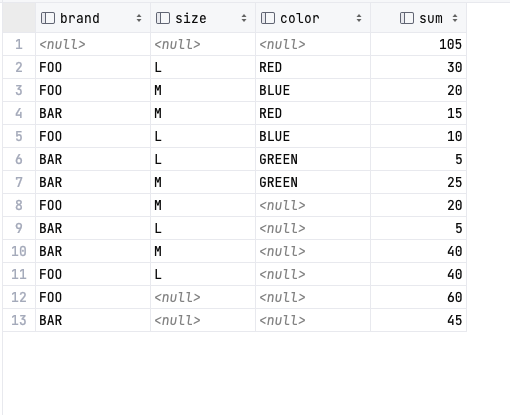 brand size color sum
1 <null> <null> <null> 105
2 FOO L RED 30
3 FOO M BLUE 20
4 BAR M RED 15
5 FOO L BLUE 10
6 BAR L GREEN 5
7 BAR M GREEN 25
8 FOO M <null> 20
9 BAR L <null> 5
10 BAR M <null> 40
11 FOO L <null> 40
12 FOO <null> <null> 60
13 BAR <null> <null> 45